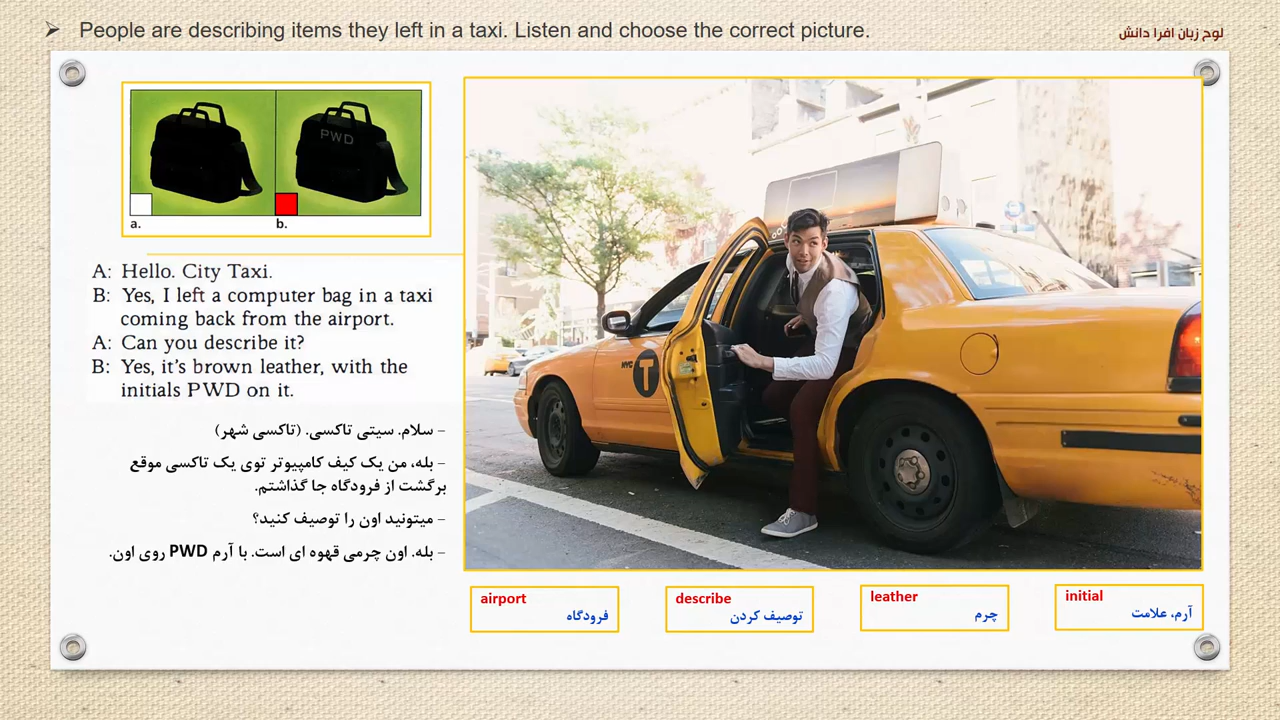 People are describing items they left in a taxi. Listen and choose the correct picture.
لوح زبان افرا دانش
PWD
a.
b.
A: Hello. City Taxi.
B: Yes, I left a computer bag in a taxi
coming back from the airport.
A: Can you describe it?
B: Yes, it's brown leather, with the
initials PWD on it.
– سلام. سیتی تاکسی. (تاکسی شهر)
– بله، من یک کیف کامپیوتر توی یک تاکسی موقع
برگشت از فرودگاه جا گذاشتم.
– میتونید اون را توصیف کنید؟
– بله. اون چرمی قهوه ای است. با آرم PWD روی اون.
NYC T
airport
فرودگاه
describe
توصیف کردن
leather
چرم
initial
آرم، علامت